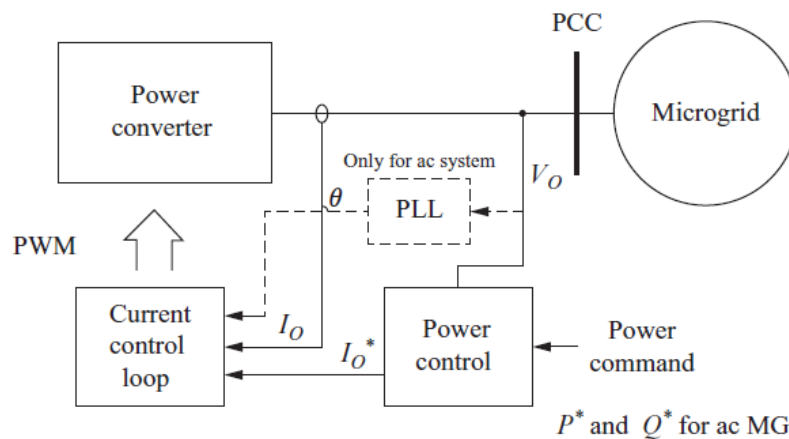 PCC
Power
converter
Microgrid
Only for ac system
V_O
θ
PLL
PWM
Current
control
loop
I_O
I_O^*
Power
control
Power
command
P^* and Q^* for ac MG